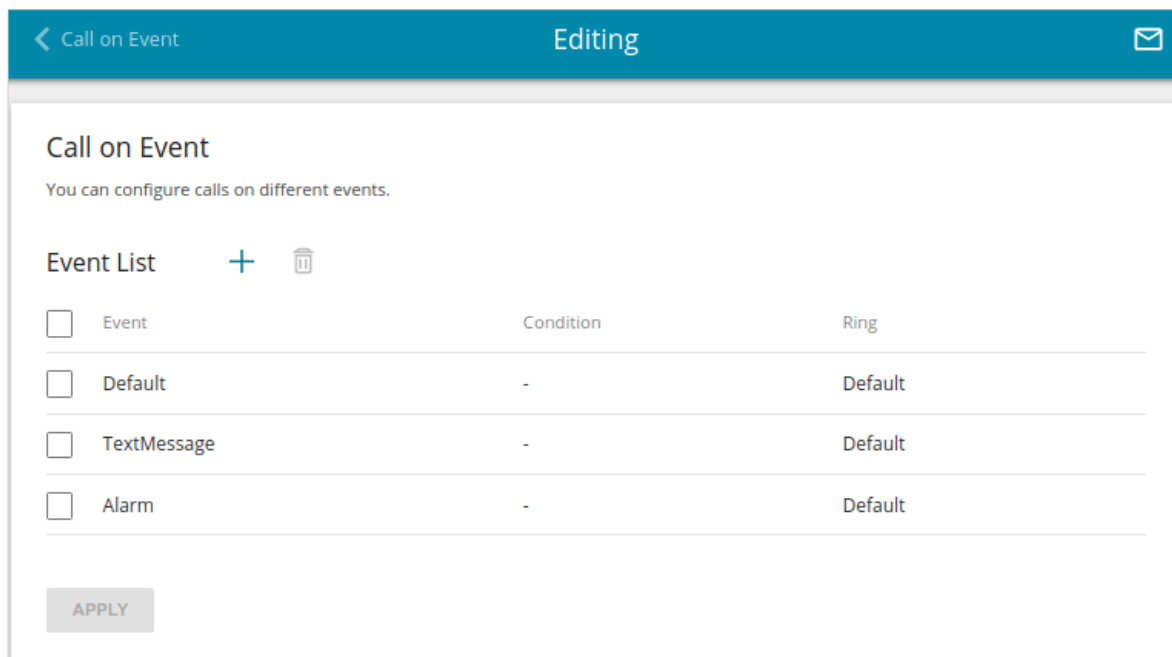 Call on Event Editing
Call on Event
You can configure calls on different events.
Event List
Event Condition Ring
Default - Default
TextMessage - Default
Alarm - Default
APPLY